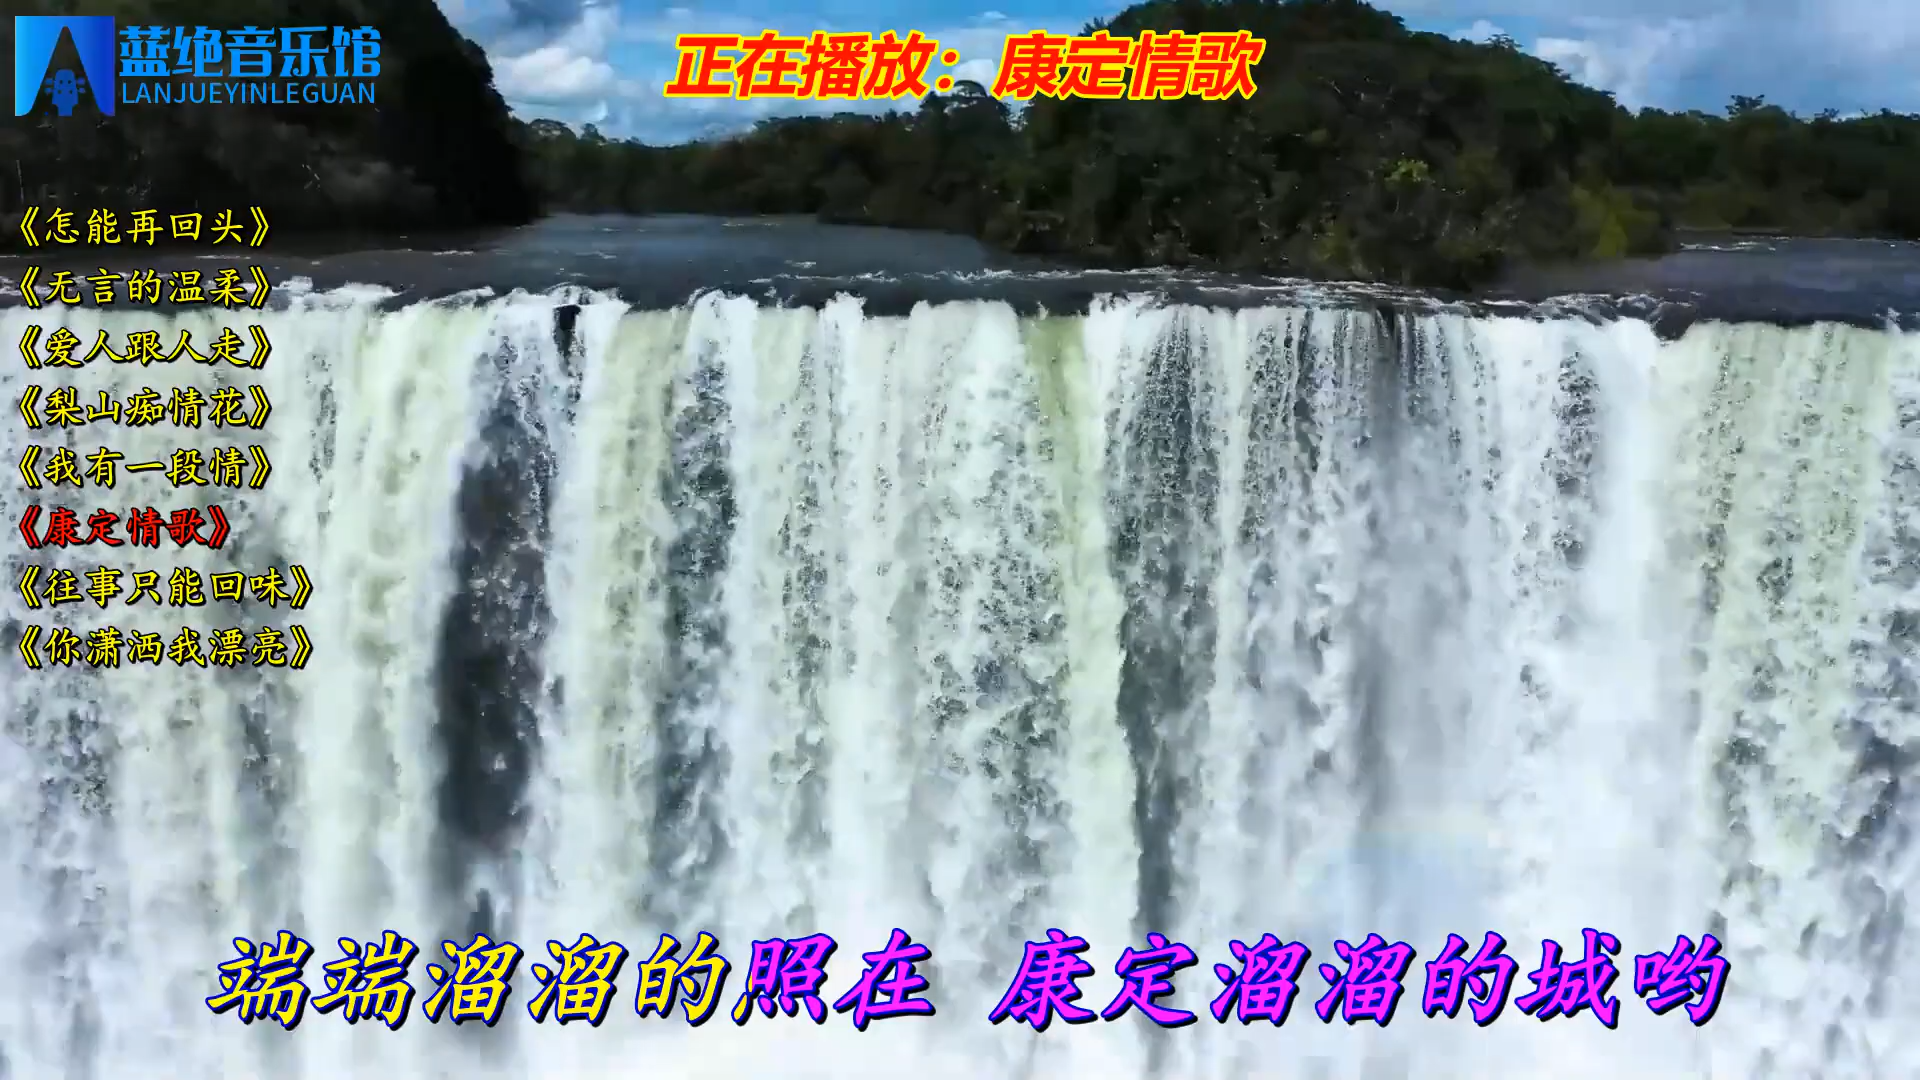 蓝绝音乐馆
LANJUEYINLEGUAN
正在播放：康定情歌
《怎能再回头》
《无言的温柔》
《爱人跟人走》
《梨山痴情花》
《我有一段情》
《康定情歌》
《往事只能回味》
《你潇洒我漂亮》
端端溜溜的照在 康定溜溜的城哟